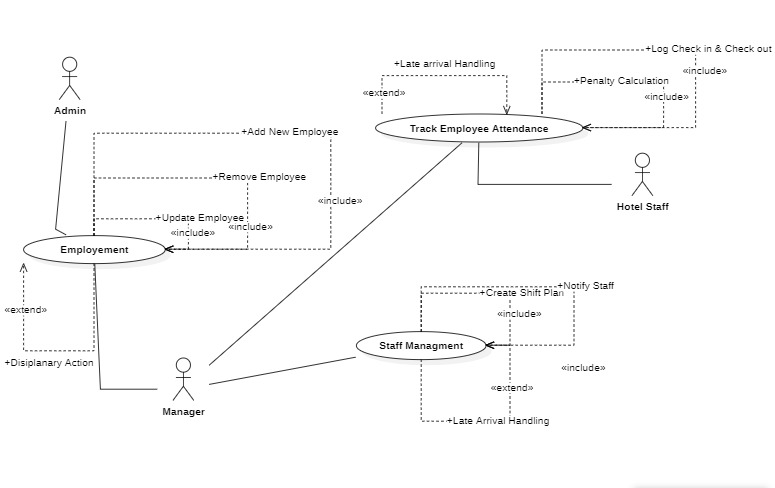 +Log Check in & Check out
+Late arrival Handling
«include»
+Penalty Calculation
«extend»
«include»
Admin
Track Employee Attendance
+Add New Employee
+Remove Employee
«include»
Hotel Staff
+Update Employee
«include»
«include»
Employement
+Notify Staff
+Create Shift Plan
«extend»
«include»
Staff Managment
+Disiplanary Action
«include»
«extend»
Manager
+Late Arrival Handling